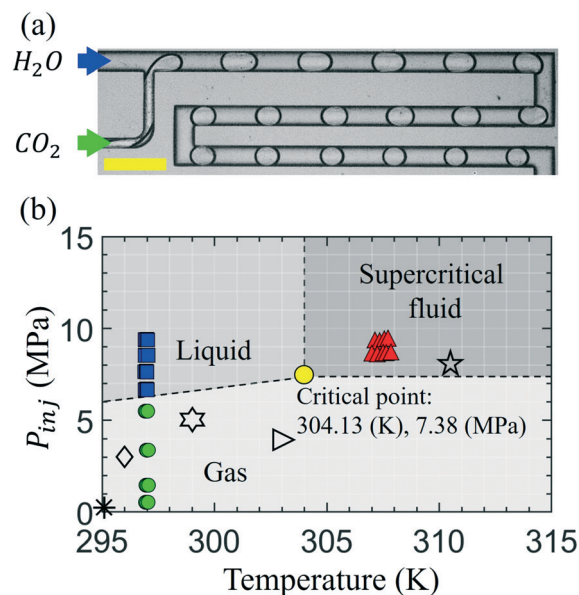 (a)
H₂O
CO₂
(b)
15
10
5
0
P_inj (MPa)
Liquid
Supercritical
fluid
Critical point:
304.13 (K), 7.38 (MPa)
Gas
295 300 305 310 315
Temperature (K)